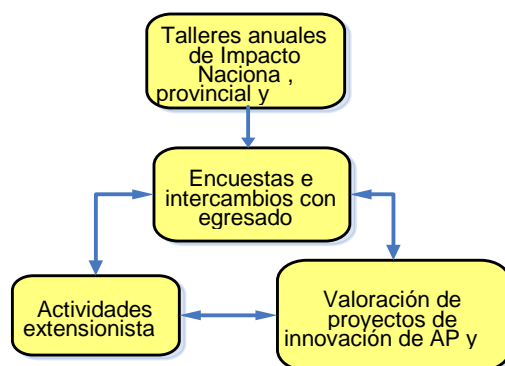 Talleres anuales
de Impacto
Naciona ,
provincial y
Encuestas e
intercambios con
egresado
Actividades
extensionista
Valoración de
proyectos de
innovación de AP y